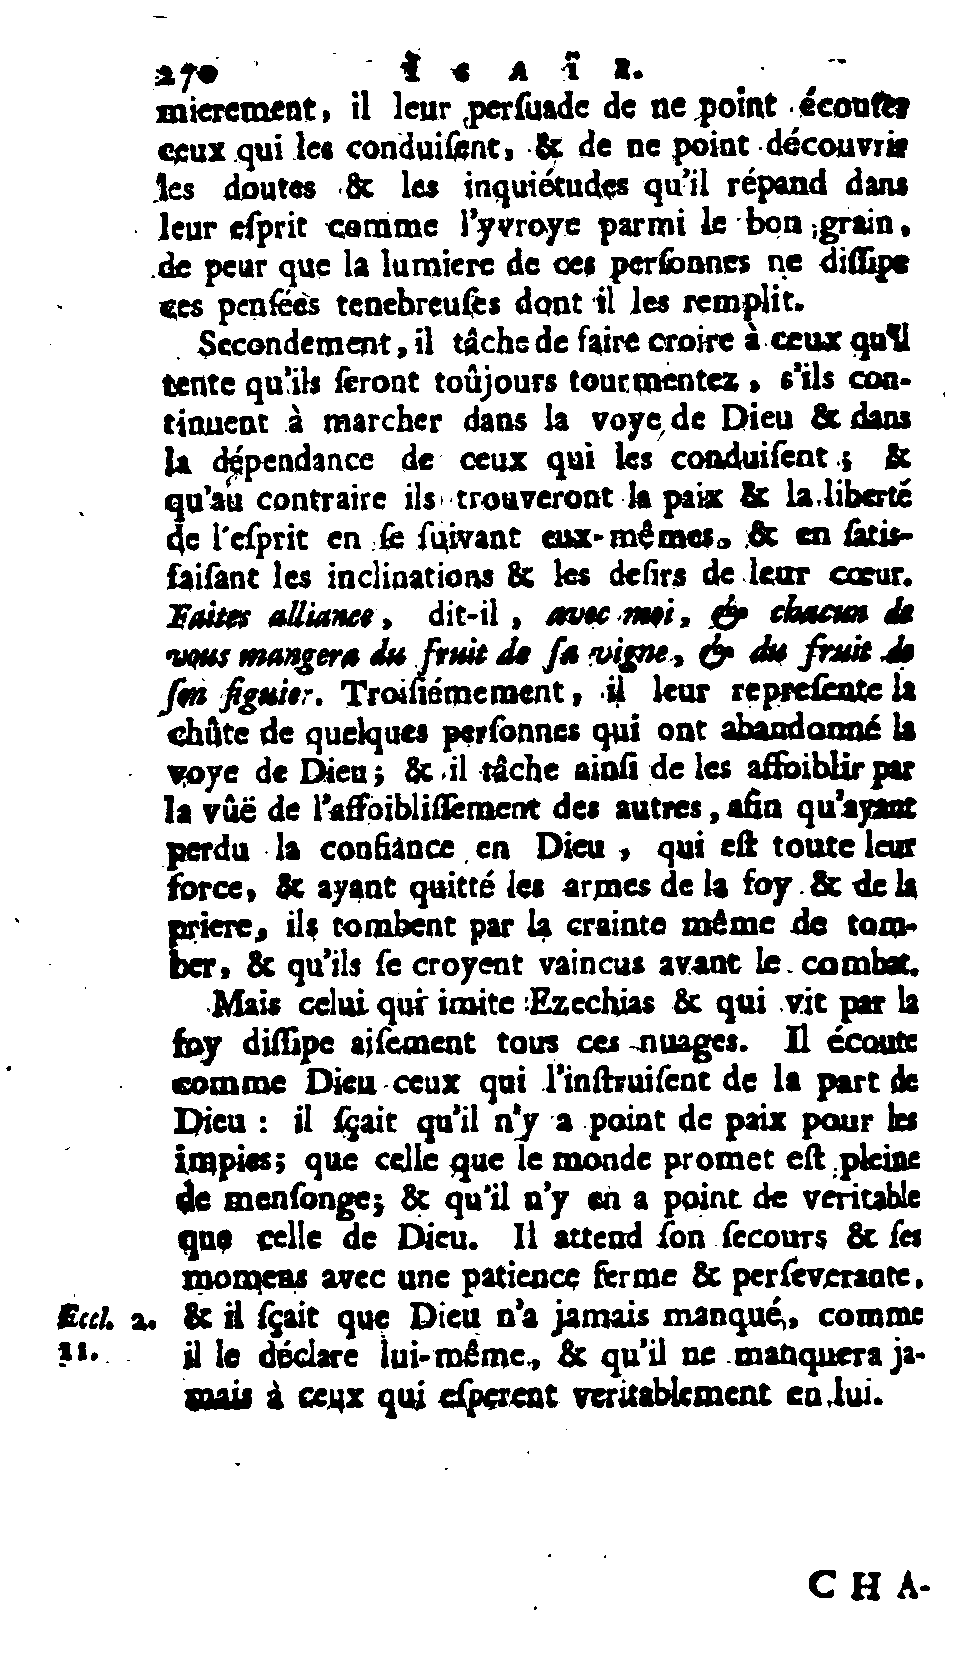 270 I S A ï E.
mierement, il leur perſuade de ne point écouter
ceux qui les conduiſent, & de ne point découvrir
les doutes & les inquiétudes qu'il répand dans
leur eſprit comme l'yvroye parmi le bon grain,
de peur que la lumiere de ces perſonnes ne diſſipe
ces penſées tenebreuſes dont il les remplit.
Secondement, il tâche de faire croire à ceux qu'il
tente qu'ils ſeront toûjours tourmentez, s'ils con-
tinuent à marcher dans la voye de Dieu & dans
la dépendance de ceux qui les conduiſent; &
qu'au contraire ils trouveront la paix & la liberté
de l'eſprit en ſe ſuivant eux-mêmes, & en ſatis-
faiſant les inclinations & les deſirs de leur cœur.
Faites alliance, dit-il, avec moi, & chacun de
vous mangera du fruit de ſa vigne, & du fruit de
ſon figuier. Troiſiémement, il leur repreſente la
chûte de quelques perſonnes qui ont abandonné la
voye de Dieu; & il tâche ainſi de les affoiblir par
la vûë de l'affoibliſſement des autres, afin qu'ayant
perdu la confiance en Dieu, qui eſt toute leur
force, & ayant quitté les armes de la foy & de la
priere, ils tombent par la crainte même de tom-
ber, & qu'ils ſe croyent vaincus avant le combat.
Mais celui qui imite Ezechias & qui vit par la
foy diſſipe aiſement tous ces nuages. Il écoute
comme Dieu ceux qui l'inſtruiſent de la part de
Dieu : il ſçait qu'il n'y a point de paix pour les
impies; que celle que le monde promet eſt pleine
de menſonge; & qu'il n'y en a point de veritable
que celle de Dieu. Il attend ſon ſecours & ſes
momens avec une patience ferme & perſeverante,
Eccl. 2. & il ſçait que Dieu n'a jamais manqué, comme
11. il le déclare lui-même, & qu'il ne manquera ja-
mais à ceux qui eſperent veritablement en lui.
C H A-